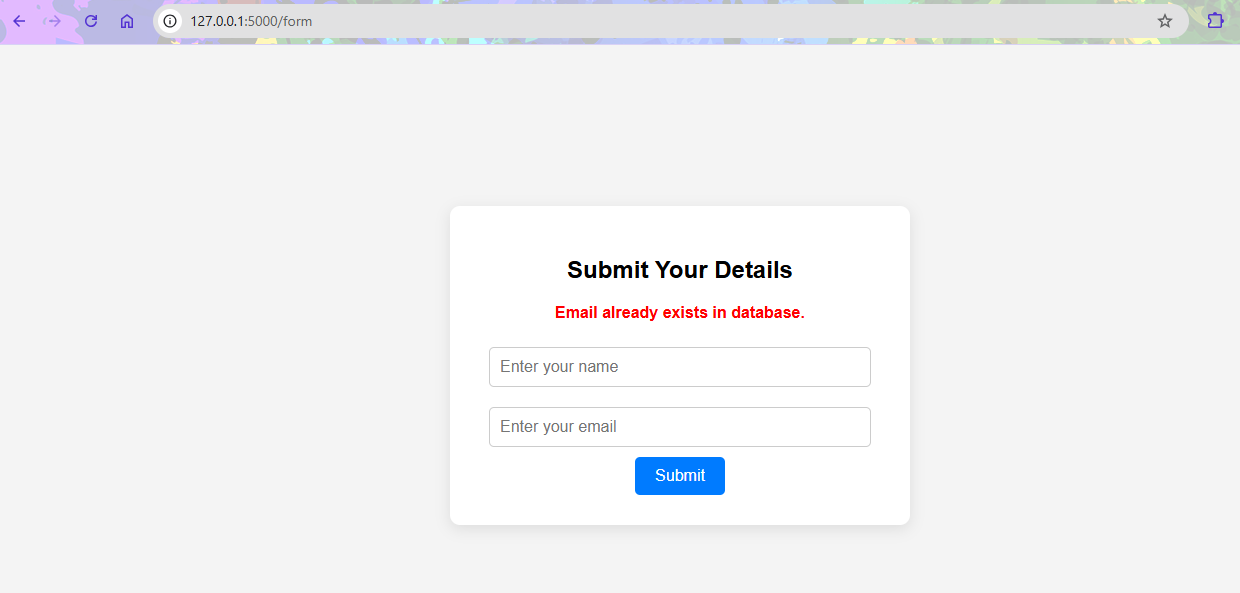 127.0.0.1:5000/form
Submit Your Details
Email already exists in database.
Enter your name
Enter your email
Submit